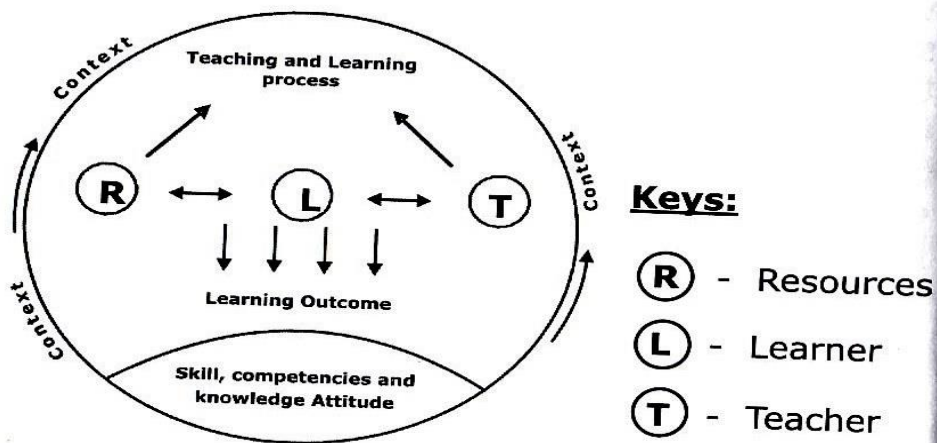 Context
Teaching and Learning
process
Context
R
L
T
Learning Outcome
Context
Skill, competencies and
knowledge Attitude
Keys:
R - Resources
L - Learner
T - Teacher